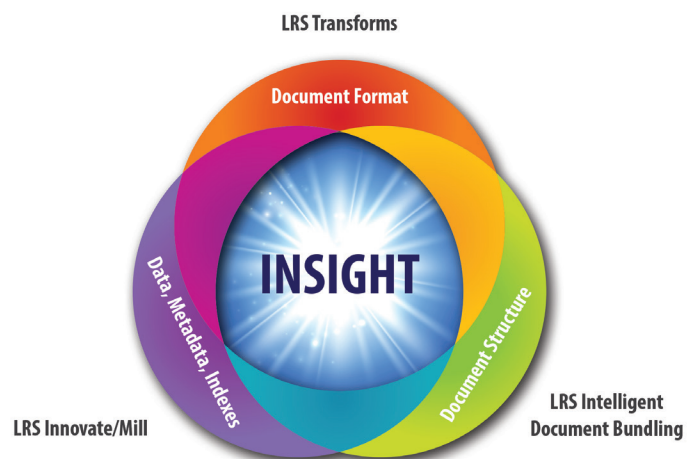 LRS Transforms
Document Format
INSIGHT
Data, Metadata, Indexes
Document Structure
LRS Innovate/Mill
LRS Intelligent
Document Bundling